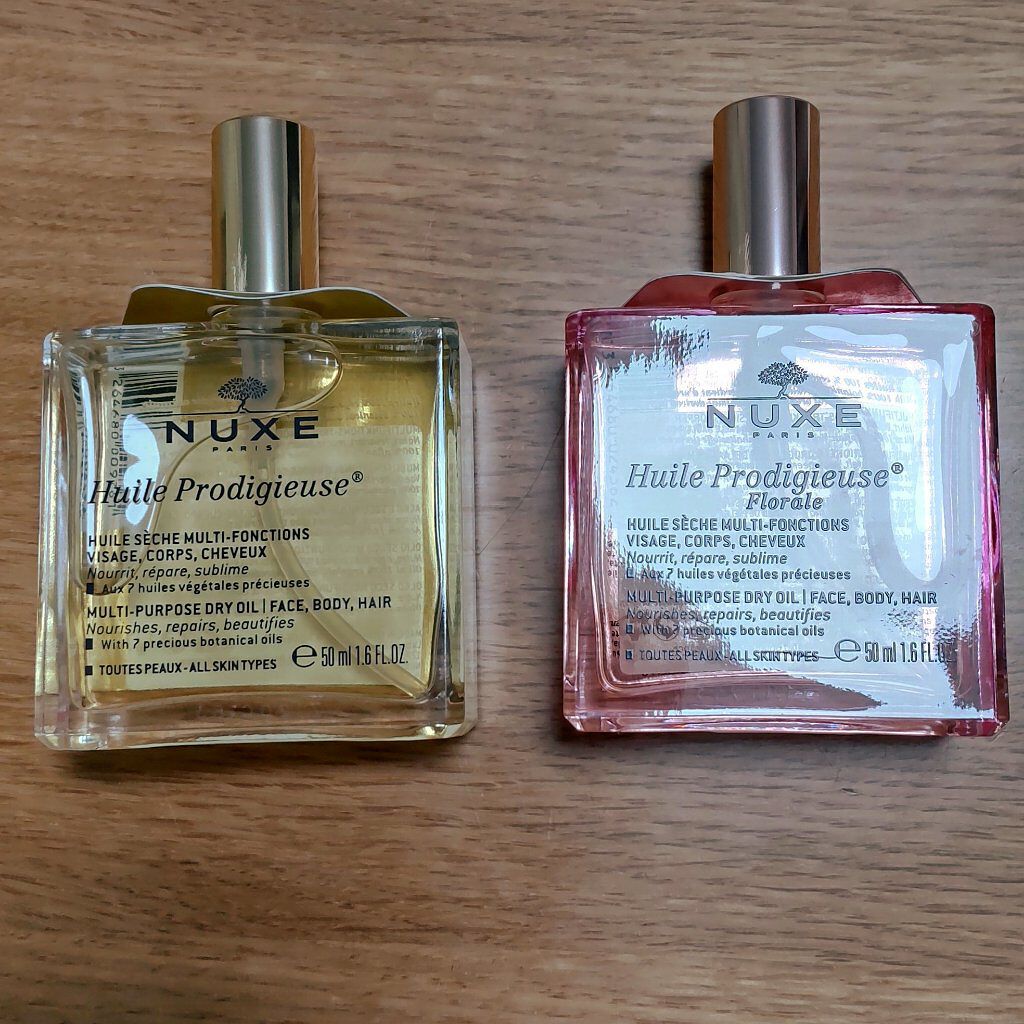 NUXE
PARIS
Huile Prodigieuse®
HUILE SÈCHE MULTI-FONCTIONS
VISAGE, CORPS, CHEVEUX
Nourrit, répare, sublime
Aux 7 huiles végétales précieuses
MULTI-PURPOSE DRY OIL | FACE, BODY, HAIR
Nourishes, repairs, beautifies
With 7 precious botanical oils
TOUTES PEAUX - ALL SKIN TYPES
℮ 50 ml 1.6 FL.OZ.
NUXE
PARIS
Huile Prodigieuse®
Florale
HUILE SÈCHE MULTI-FONCTIONS
VISAGE, CORPS, CHEVEUX
Nourrit, répare, sublime
Aux 7 huiles végétales précieuses
MULTI-PURPOSE DRY OIL | FACE, BODY, HAIR
Nourishes, repairs, beautifies
With 7 precious botanical oils
TOUTES PEAUX - ALL SKIN TYPES
℮ 50 ml 1.6 FL.OZ